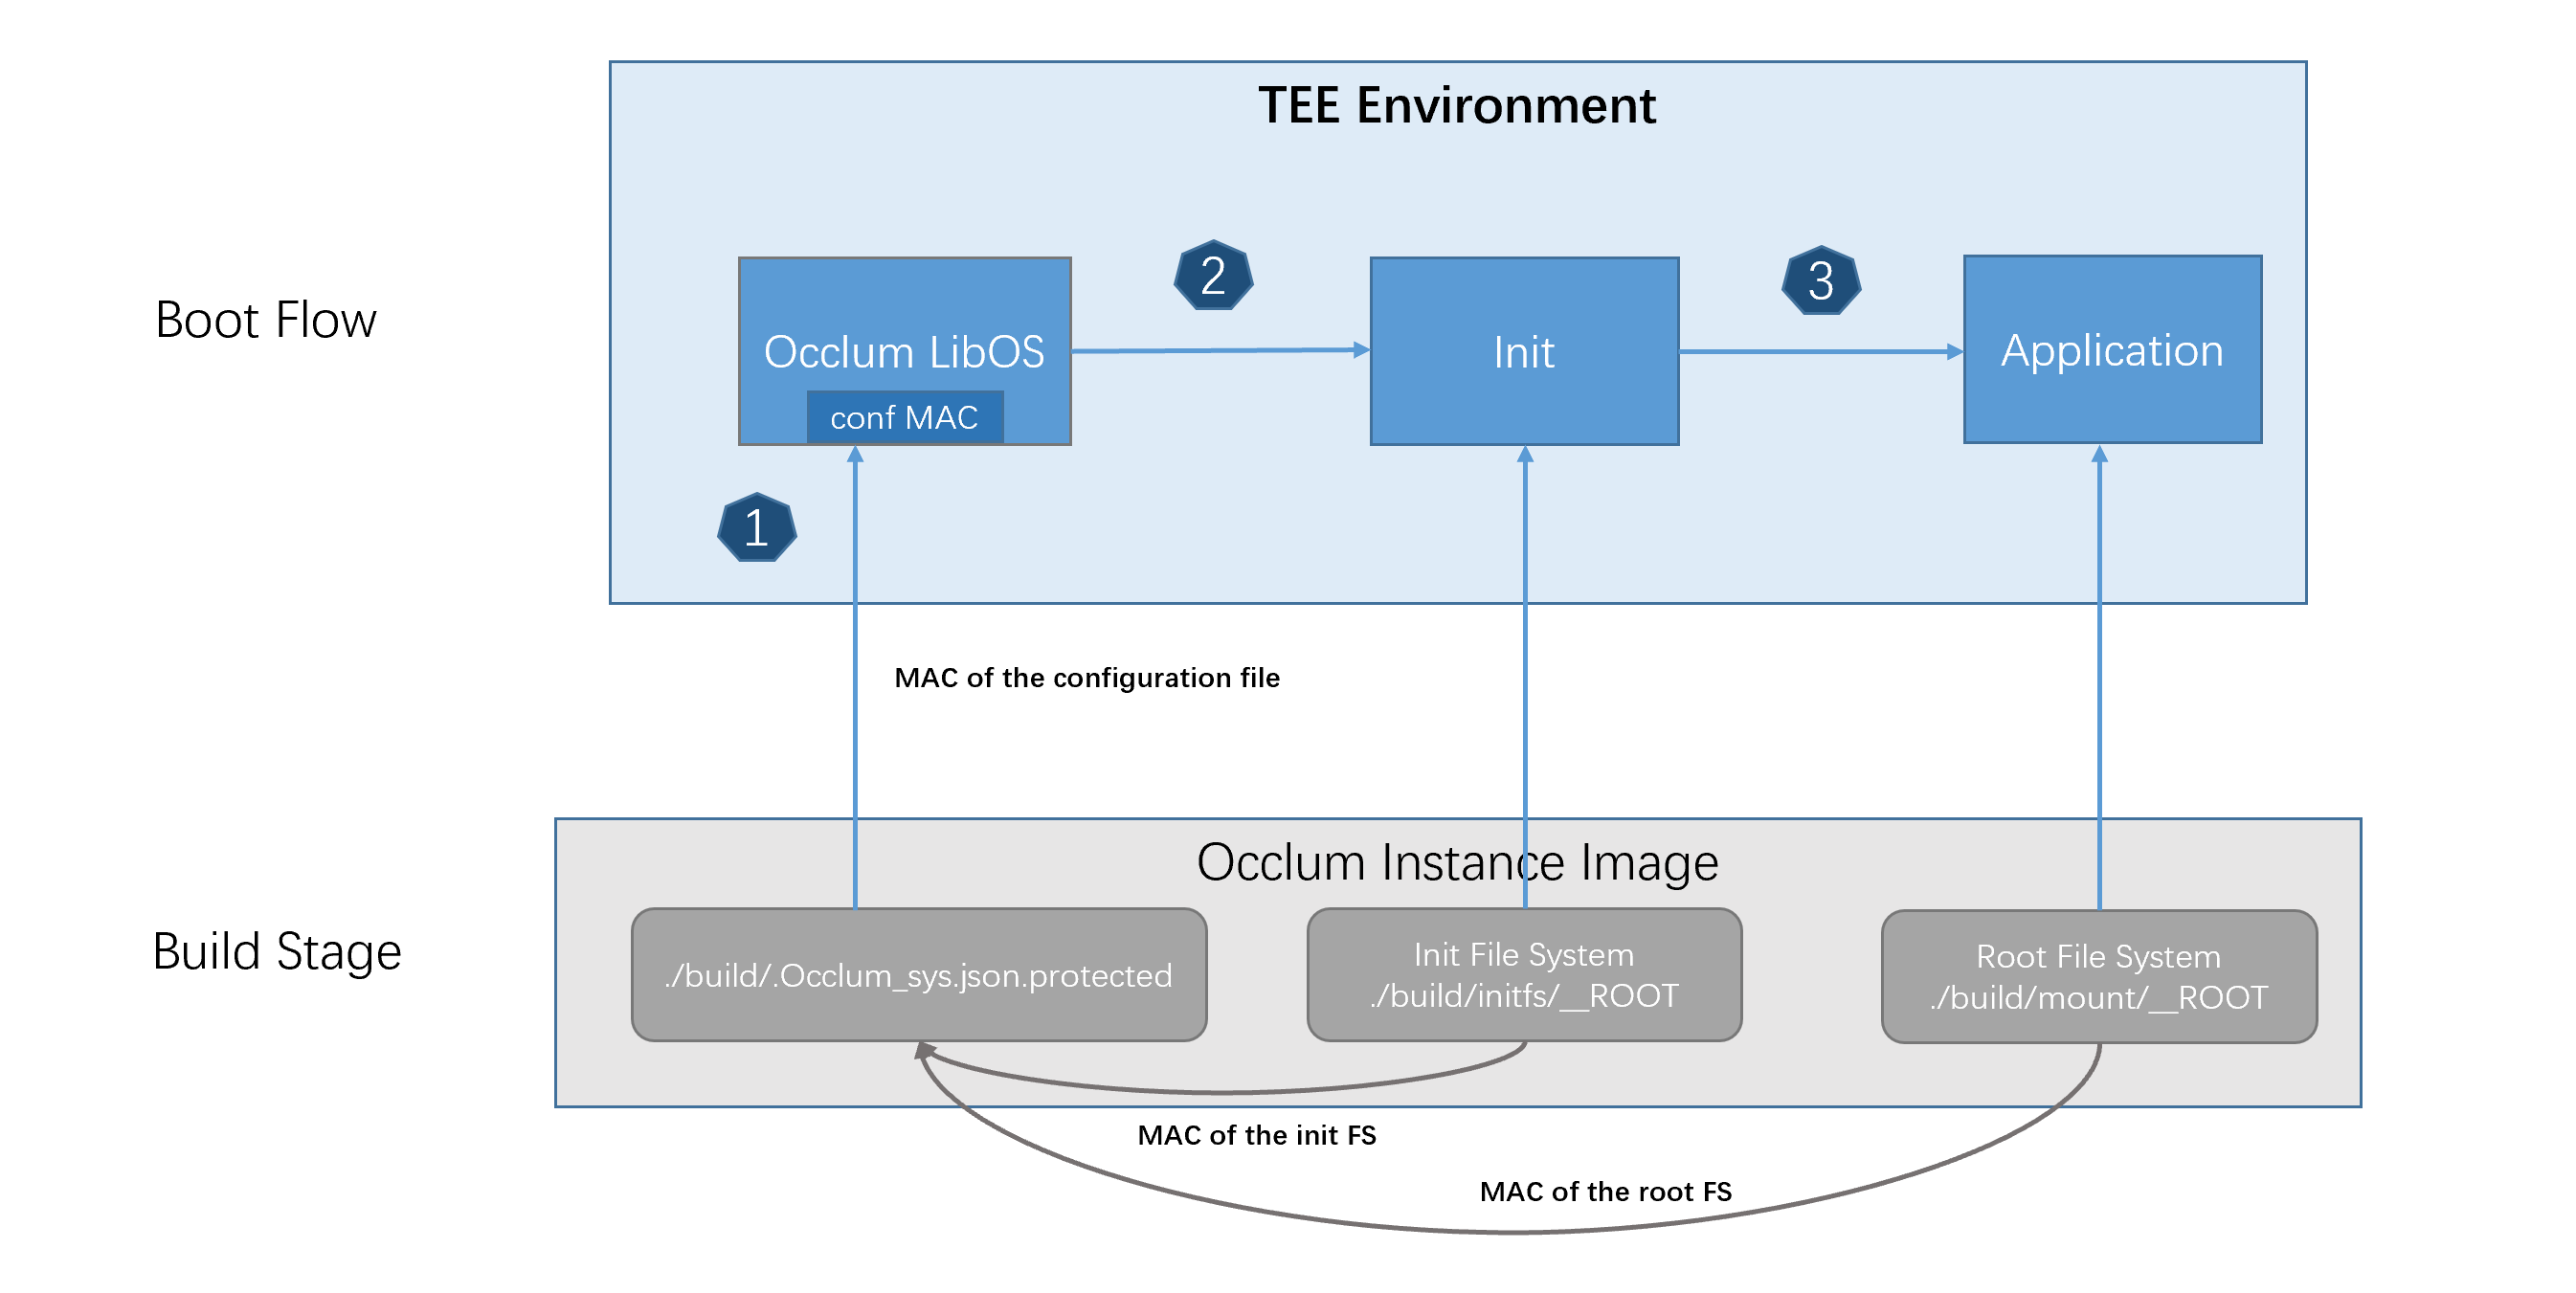 TEE Environment
Boot Flow
2
3
Occlum LibOS
conf MAC
Init
Application
1
MAC of the configuration file
Occlum Instance Image
Build Stage
./build/.Occlum_sys.json.protected
Init File System
./build/initfs/__ROOT
Root File System
./build/mount/__ROOT
MAC of the init FS
MAC of the root FS